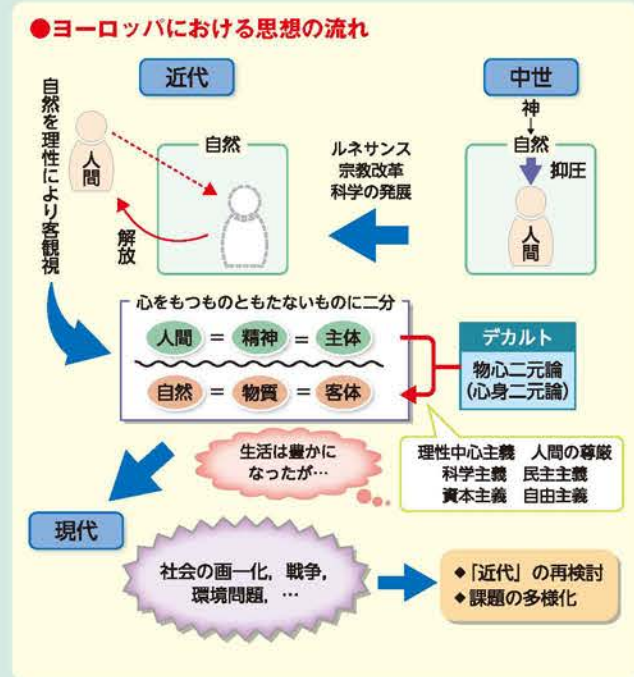 ●ヨーロッパにおける思想の流れ
中世
神
自然
抑圧
人間
ルネサンス
宗教改革
科学の発展
近代
自然
人間
解放
自然を理性により客観視
心をもつものともたないものに二分
人間 = 精神 = 主体
自然 = 物質 = 客体
デカルト
物心二元論
(心身二元論)
理性中心主義 人間の尊厳
科学主義 民主主義
資本主義 自由主義
生活は豊かに
なったが…
現代
社会の画一化，戦争，
環境問題，…
◆「近代」の再検討
◆課題の多様化